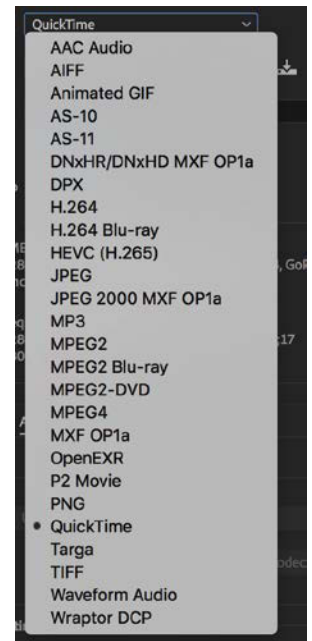 QuickTime
AAC Audio
AIFF
Animated GIF
AS-10
AS-11
DNxHR/DNxHD MXF OP1a
DPX
H.264
H.264 Blu-ray
HEVC (H.265)
JPEG
JPEG 2000 MXF OP1a
MP3
MPEG2
MPEG2 Blu-ray
MPEG2-DVD
MPEG4
MXF OP1a
OpenEXR
P2 Movie
PNG
• QuickTime
Targa
TIFF
Waveform Audio
Wraptor DCP